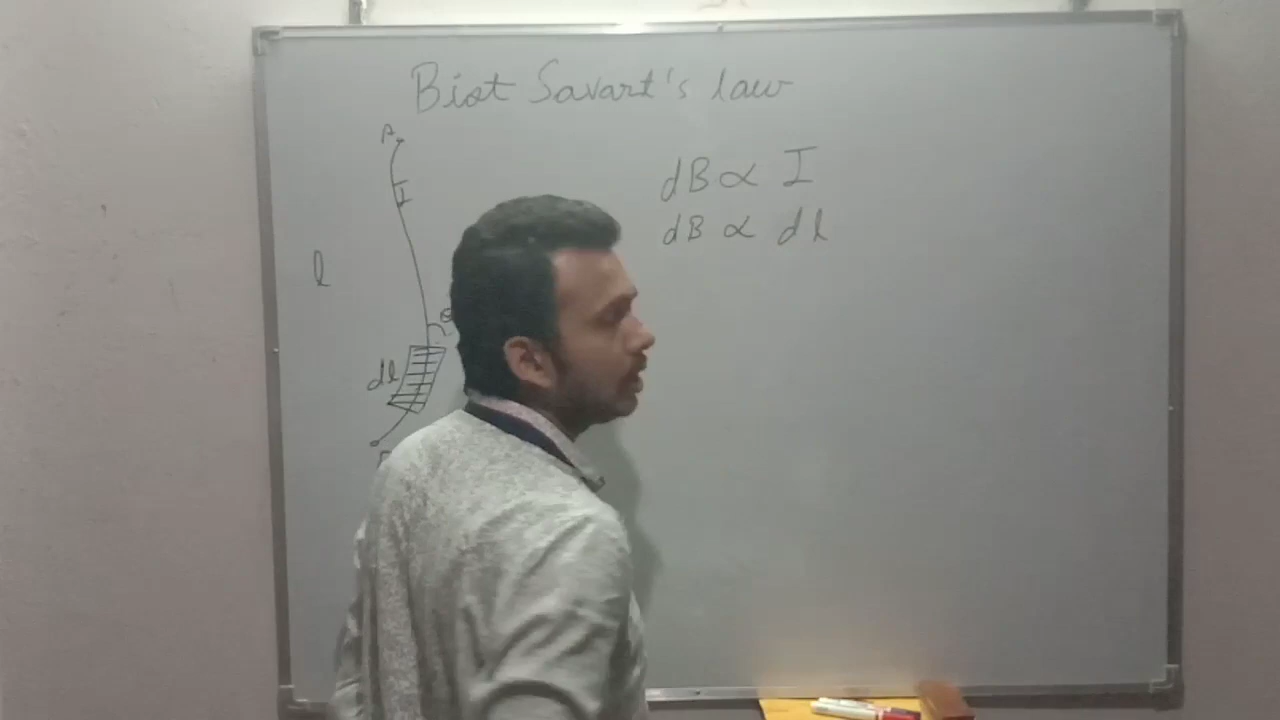 Biot Savart's law
A
I
l
θ
dl
dB ∝ I
dB ∝ dl